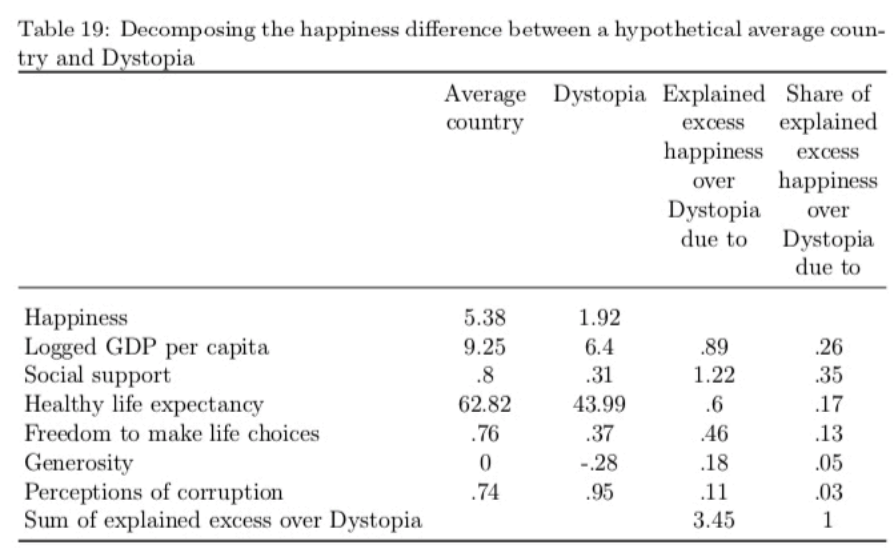 Table 19: Decomposing the happiness difference between a hypothetical average coun-
try and Dystopia
Average Dystopia Explained Share of
country excess explained
happiness excess
over happiness
Dystopia over
due to Dystopia
due to
Happiness 5.38 1.92
Logged GDP per capita 9.25 6.4 .89 .26
Social support .8 .31 1.22 .35
Healthy life expectancy 62.82 43.99 .6 .17
Freedom to make life choices .76 .37 .46 .13
Generosity 0 -.28 .18 .05
Perceptions of corruption .74 .95 .11 .03
Sum of explained excess over Dystopia 3.45 1